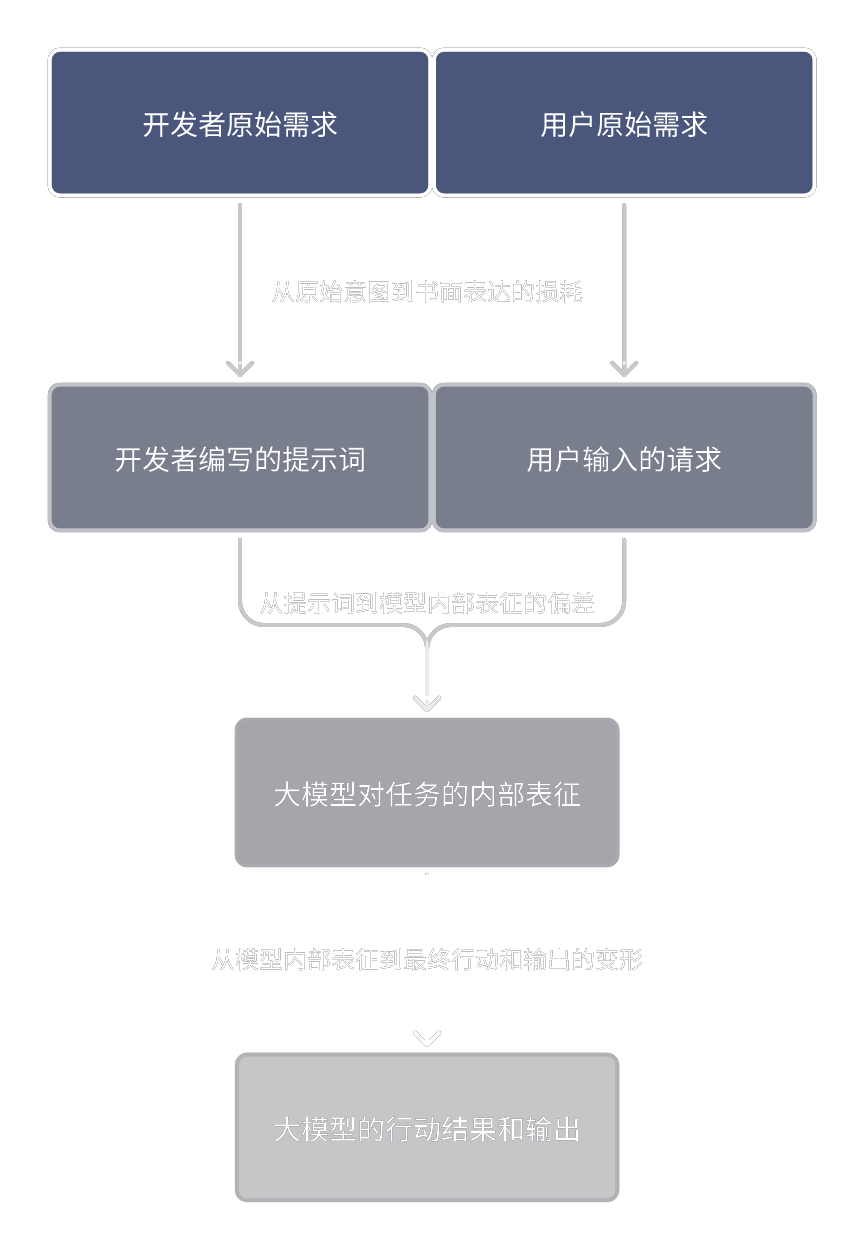 开发者原始需求
用户原始需求
从原始意图到书面表达的损耗
开发者编写的提示词
用户输入的请求
从提示词到模型内部表征的偏差
大模型对任务的内部表征
从模型内部表征到最终行动和输出的变形
大模型的行动结果和输出